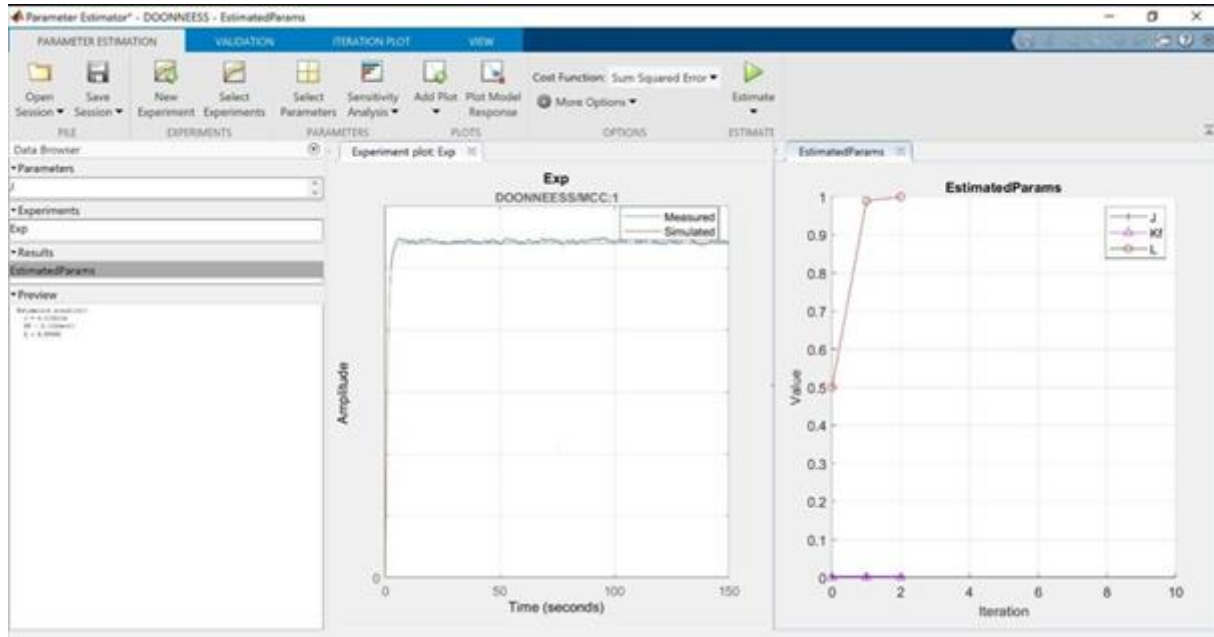 Parameter Estimator* - DOONNEESS - EstimatedParams
PARAMETER ESTIMATION VALIDATION ITERATION PLOT VIEW
Open Session
Save Session
New Experiment
Select Experiments
Select Parameters
Sensitivity Analysis
Add Plot
Plot Model Response
Cost Function: Sum Squared Error
More Options
Estimate
FILE EXPERIMENTS PARAMETERS PLOTS OPTIONS ESTIMATE
Data Browser
Parameters
J
Experiments
Exp
Results
EstimatedParams
Preview
Experiment plot: Exp
Exp
DOONNEESS/MCC:1
Measured
Simulated
Amplitude
0
0 50 100 150
Time (seconds)
EstimatedParams
EstimatedParams
J
Kf
L
Value
1
0.9
0.8
0.7
0.6
0.5
0.4
0.3
0.2
0.1
0
0 2 4 6 8 10
Iteration